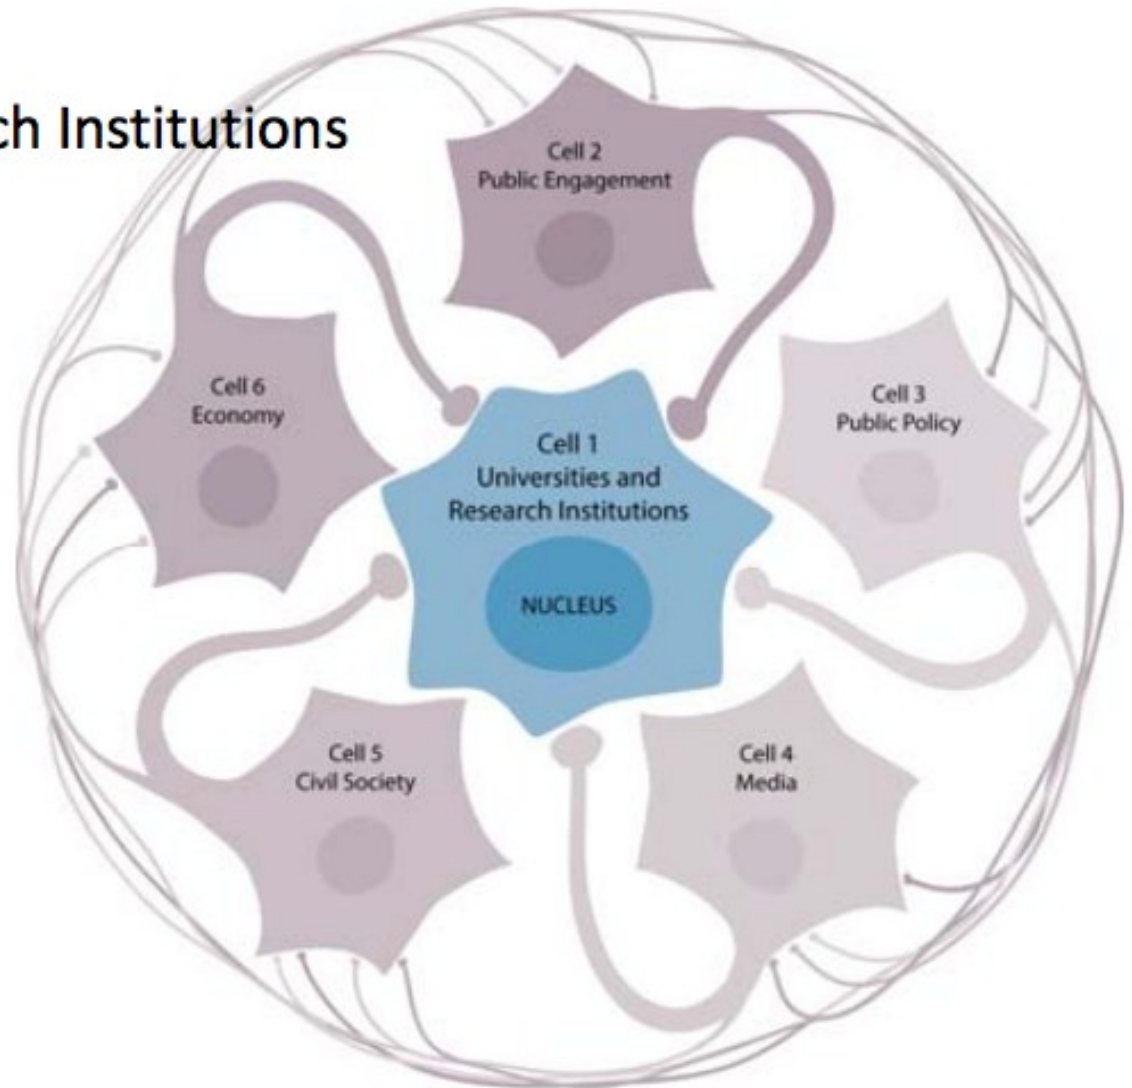 ch Institutions
Cell 2
Public Engagement
Cell 6
Economy
Cell 3
Public Policy
Cell 1
Universities and
Research Institutions
NUCLEUS
Cell 5
Civil Society
Cell 4
Media